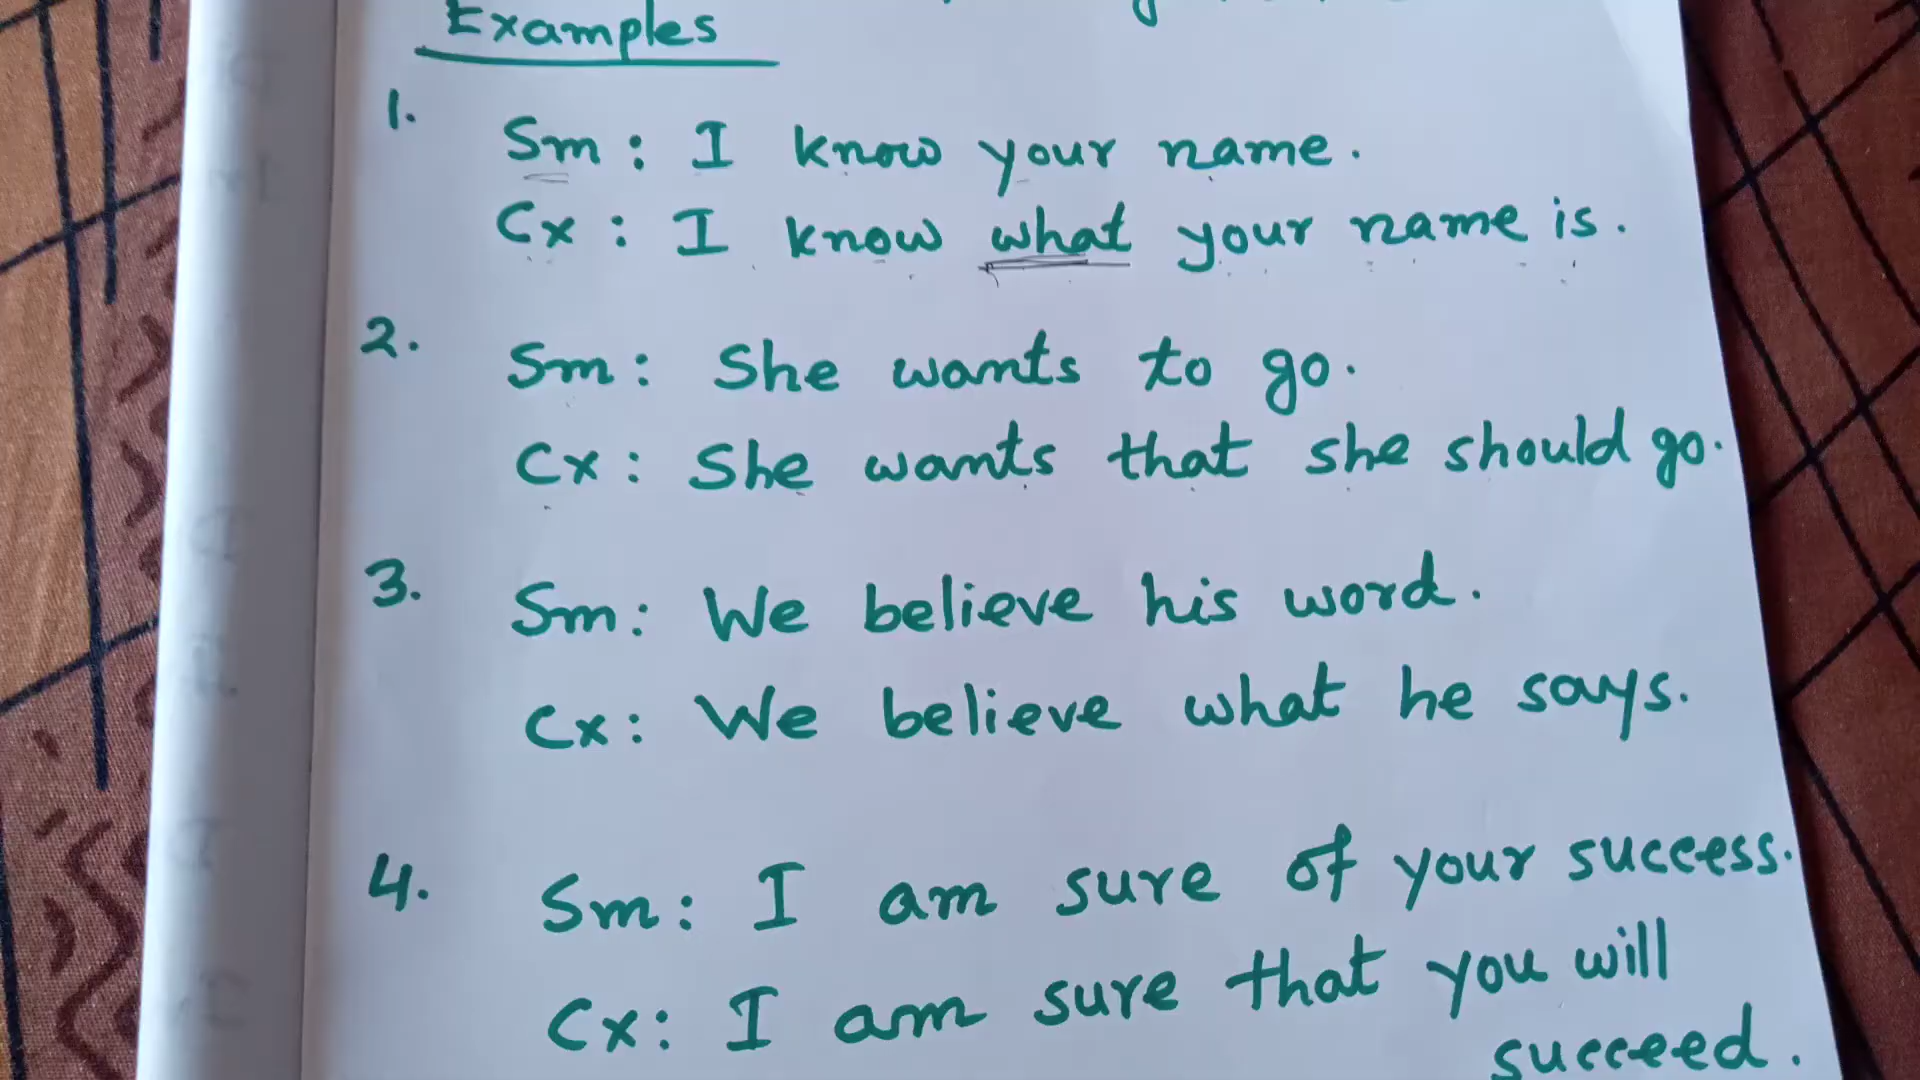 Examples
1.
Sm : I know your name.
Cx : I know what your name is.
2.
Sm : She wants to go.
Cx : She wants that she should go.
3.
Sm : We believe his word.
Cx : We believe what he says.
4.
Sm : I am sure of your success.
Cx : I am sure that you will
succeed.